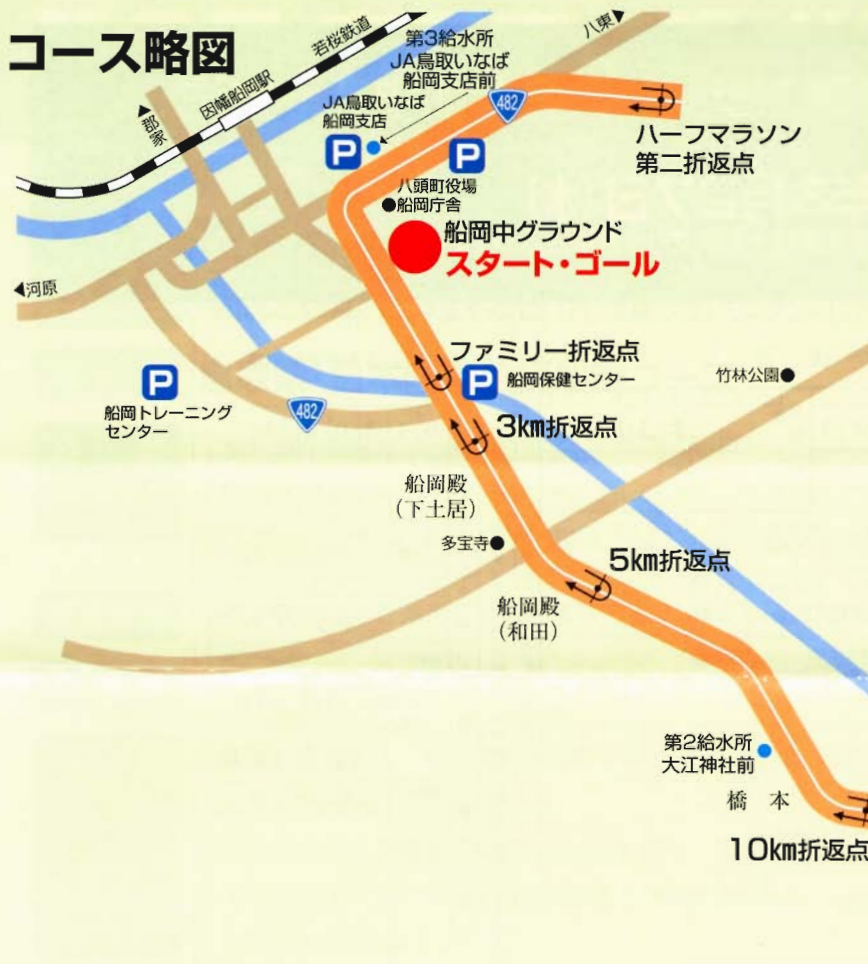 コース略図
若桜鉄道
因幡船岡駅
▲郡家
八東▶
第3給水所
JA鳥取いなば
船岡支店前
JA鳥取いなば
船岡支店
P
482
P
ハーフマラソン
第二折返点
八頭町役場
●船岡庁舎
船岡中グラウンド
スタート・ゴール
◀河原
ファミリー折返点
P
船岡保健センター
竹林公園●
P
船岡トレーニング
センター
482
3km折返点
船岡殿
（下土居）
多宝寺●
5km折返点
船岡殿
（和田）
第2給水所
大江神社前
橋 本
10km折返点